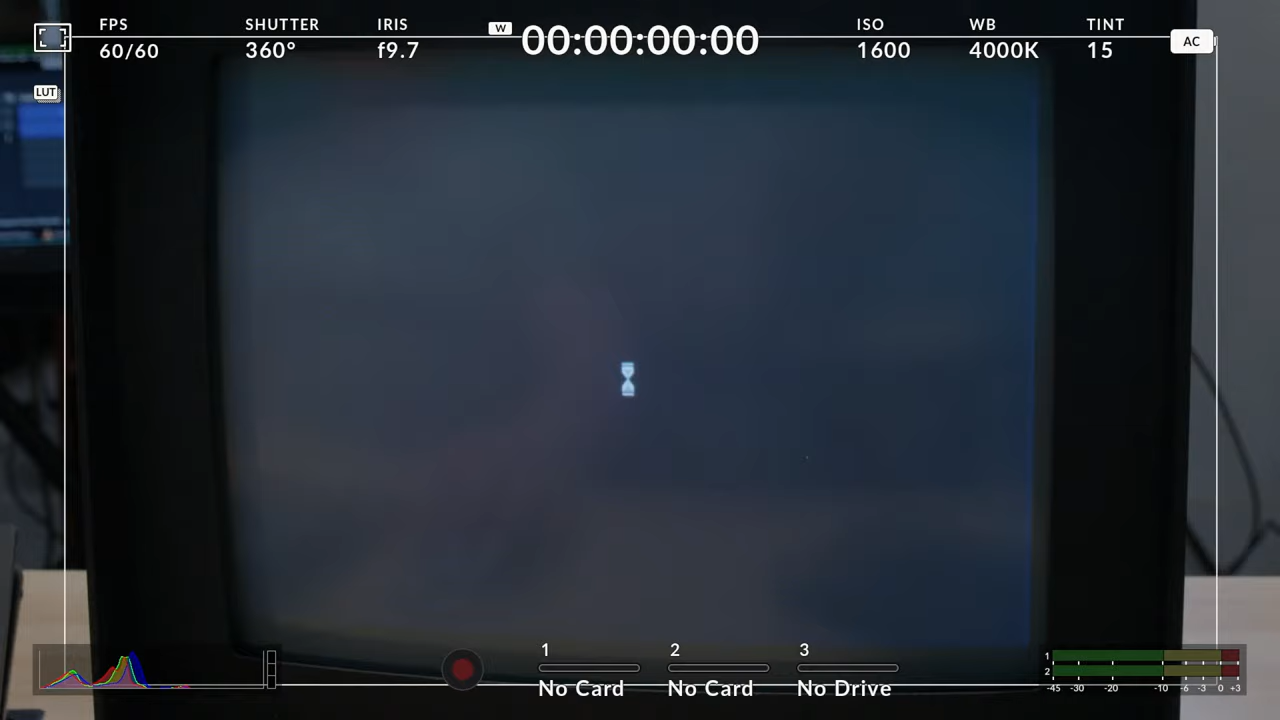 FPS SHUTTER IRIS W 00:00:00:00 ISO WB TINT AC
60/60 360° f9.7 1600 4000K 15
LUT
1 2 3
No Card No Card No Drive
1
2
-45 -30 -20 -10 -6 -3 0 +3